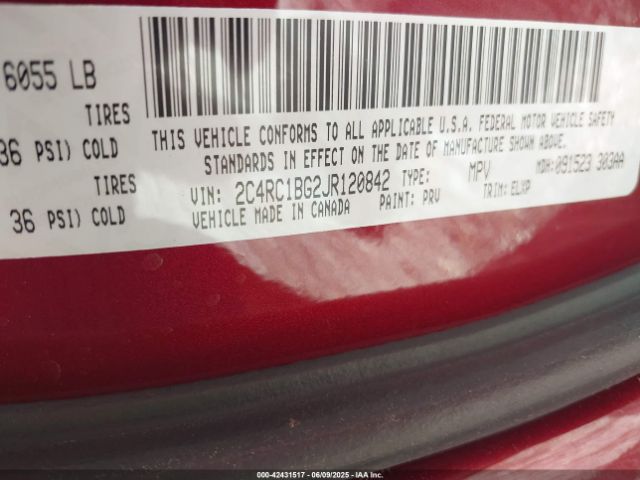 6055 LB
TIRES
36 PSI) COLD
TIRES
36 PSI) COLD
THIS VEHICLE CONFORMS TO ALL APPLICABLE U.S.A. FEDERAL MOTOR VEHICLE SAFETY
STANDARDS IN EFFECT ON THE DATE OF MANUFACTURE SHOWN ABOVE.
VIN: 2C4RC1BG2JR120842 TYPE: MPV MDH: 091523 303AA
VEHICLE MADE IN CANADA PAINT: PRV TRIM: ELXP
000-42431517 | 06/09/2025 | IAA Inc.